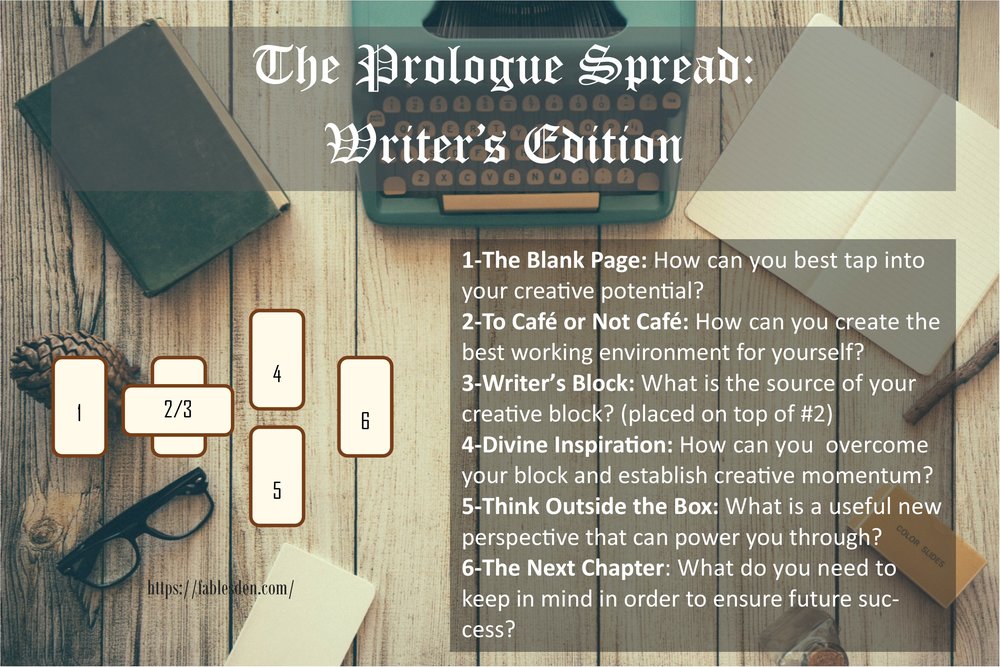 The Prologue Spread:
Writer's Edition
1-The Blank Page: How can you best tap into
your creative potential?
2-To Café or Not Café: How can you create the
best working environment for yourself?
3-Writer's Block: What is the source of your
creative block? (placed on top of #2)
4-Divine Inspiration: How can you  overcome
your block and establish creative momentum?
5-Think Outside the Box: What is a useful new
perspective that can power you through?
6-The Next Chapter: What do you need to
keep in mind in order to ensure future suc-
cess?
1
2/3
4
5
6
COLOR SLIDES
https://fablesden.com/